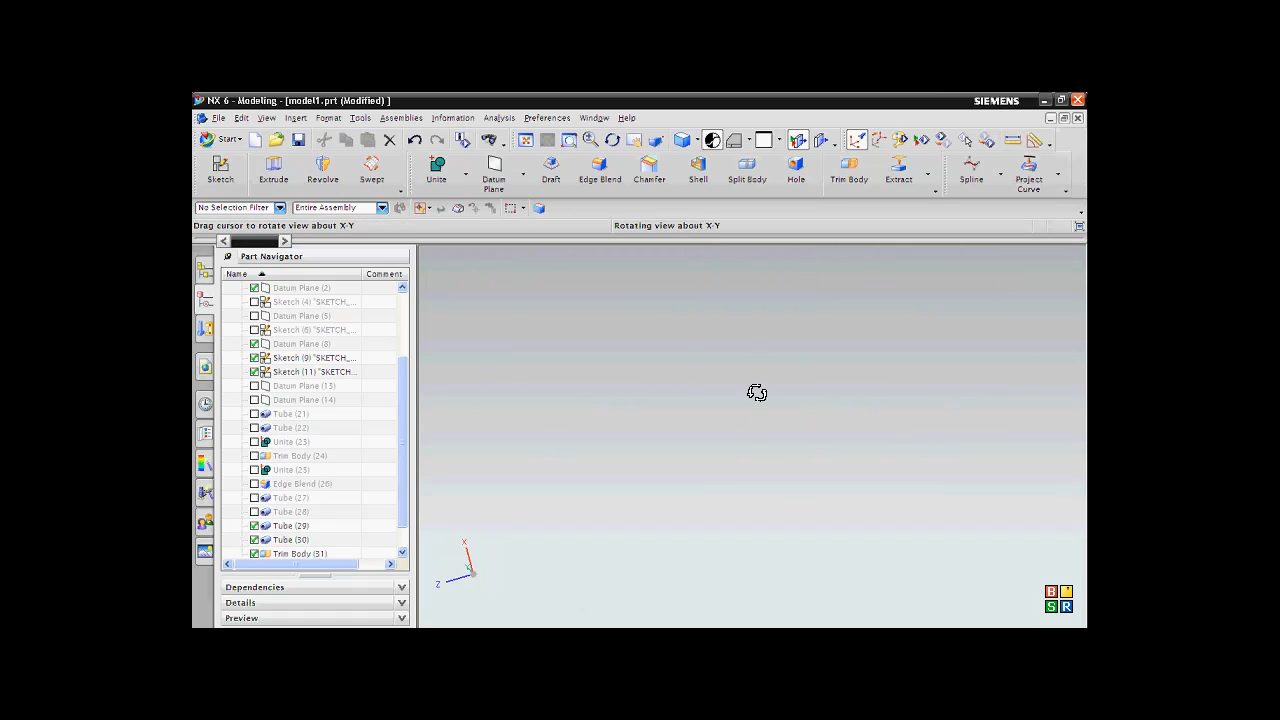 NX 6 - Modeling - [model1.prt (Modified) ]
SIEMENS
File Edit View Insert Format Tools Assemblies Information Analysis Preferences Window Help
Start
Sketch Extrude Revolve Swept Unite Datum Plane Draft Edge Blend Chamfer Shell Split Body Hole Trim Body Extract Spline Project Curve
No Selection Filter Entire Assembly
Drag cursor to rotate view about X-Y
Rotating view about X-Y
Part Navigator
Name Comment
Datum Plane (2)
Sketch (4) "SKETCH_...
Datum Plane (5)
Sketch (6) "SKETCH_...
Datum Plane (8)
Sketch (9) "SKETCH_...
Sketch (11) "SKETCH...
Datum Plane (13)
Datum Plane (14)
Tube (21)
Tube (22)
Unite (23)
Trim Body (24)
Unite (25)
Edge Blend (26)
Tube (27)
Tube (28)
Tube (29)
Tube (30)
Trim Body (31)
Dependencies
Details
Preview
X
Z
B
S R